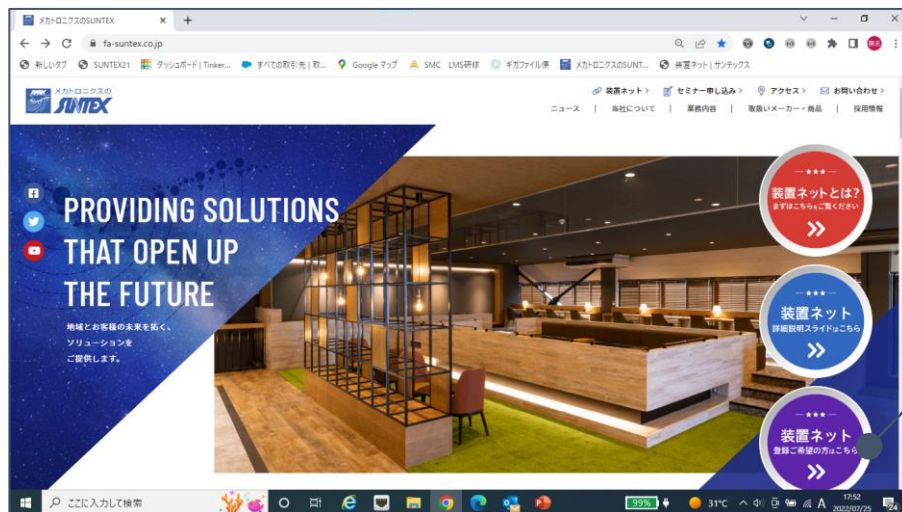 メカトロニクスのSUNTEX
fa-suntex.co.jp
新しいタブ
SUNTEX21
ダッシュボード | Tinker...
すべての取引先 | 取...
Google マップ
SMC LMS研修
ギガファイル便
メカトロニクスのSUNT...
装置ネット | サンテックス
メカトロニクスの
SUNTEX
装置ネット >
セミナー申し込み >
アクセス >
お問い合わせ >
ニュース | 当社について | 業務内容 | 取扱いメーカー・商品 | 採用情報
PROVIDING SOLUTIONS
THAT OPEN UP
THE FUTURE
地域とお客様の未来を拓く、
ソリューションを
ご提供します。
装置ネットとは?
まずはこちらをご覧ください
装置ネット
詳細説明スライドはこちら
装置ネット
登録ご希望の方はこちら
ここに入力して検索
99%
31°C
A
17:52
2022/07/25
24